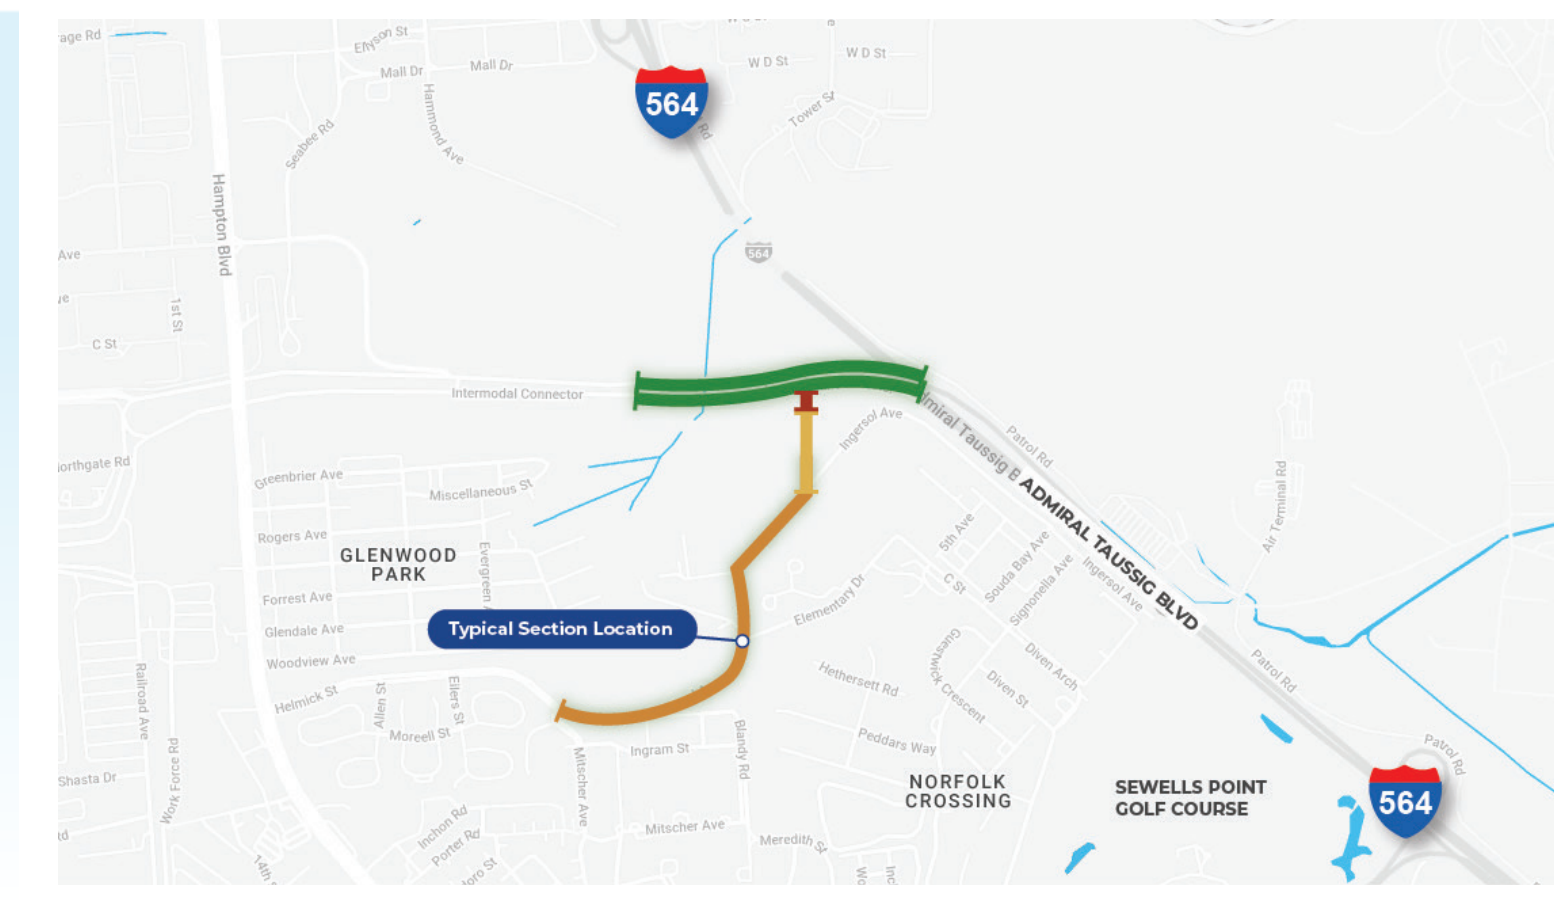 Ellyson St
Mall Dr
Mall Dr
W D St
W D St
564
Tower St
Seabee Rd
Hammond Ave
Hampton Blvd
Ave
564
1st St
C St
Intermodal Connector
Ingersol Ave
Admiral Taussig B
Patrol Rd
Greenbrier Ave
Miscellaneous St
ADMIRAL TAUSSIG BLVD
Air Terminal Rd
Rogers Ave
GLENWOOD
PARK
Evergreen A
5th Ave
Souda Bay Ave
Signonella Ave
Ingersol Ave
C St
Forrest Ave
Elementary Dr
Glendale Ave
Typical Section Location
Woodview Ave
Guestwick Crescent
Diven Arch
Patrol Rd
Hethersett Rd
Diven St
Railroad Ave
Helmick St
Allen St
Eilers St
Moreell St
Ingram St
Blandy Rd
Peddars Way
Patrol Rd
Shasta Dr
Work Force Rd
Mitscher Ave
NORFOLK
CROSSING
SEWELLS POINT
GOLF COURSE
564
Inchon Rd
Porter Rd
Mitscher Ave
Meredith St
14th